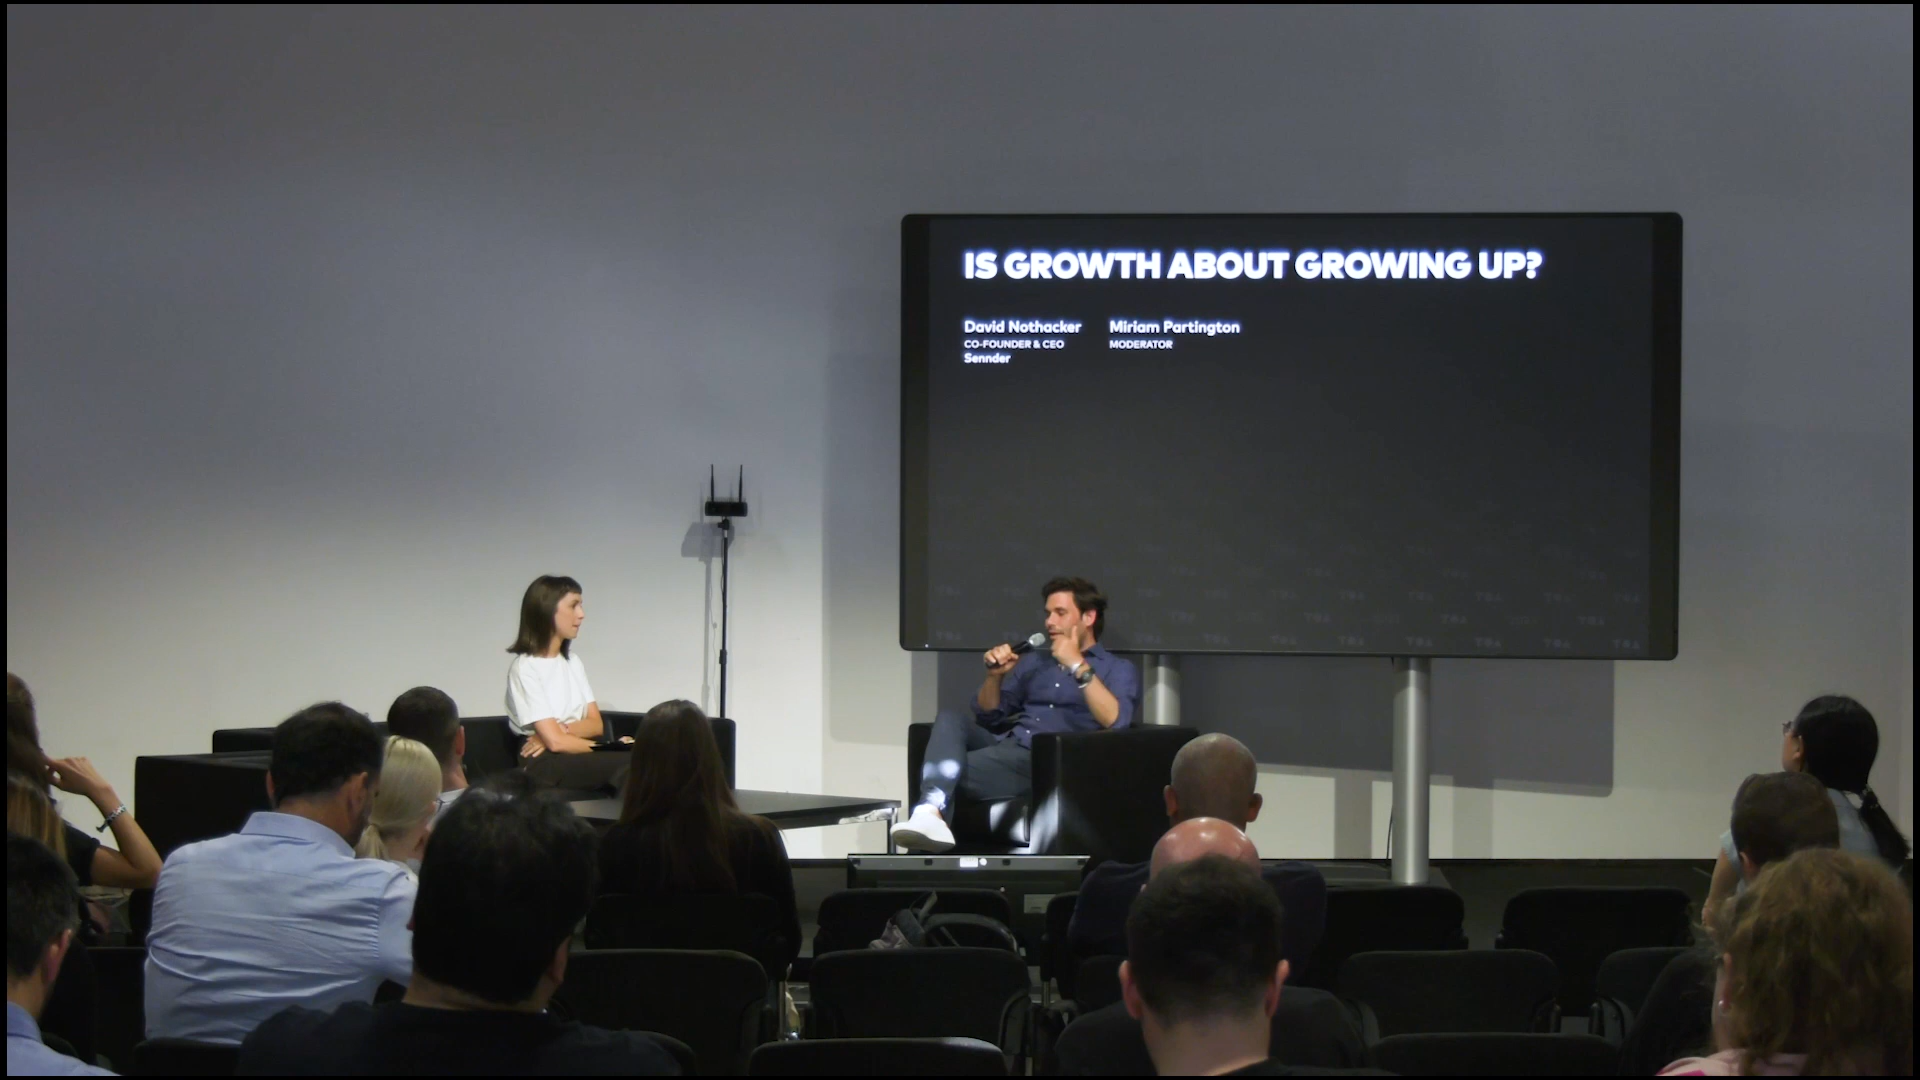 IS GROWTH ABOUT GROWING UP?
David Nothacker
CO-FOUNDER & CEO
Sennder
Miriam Partington
MODERATOR